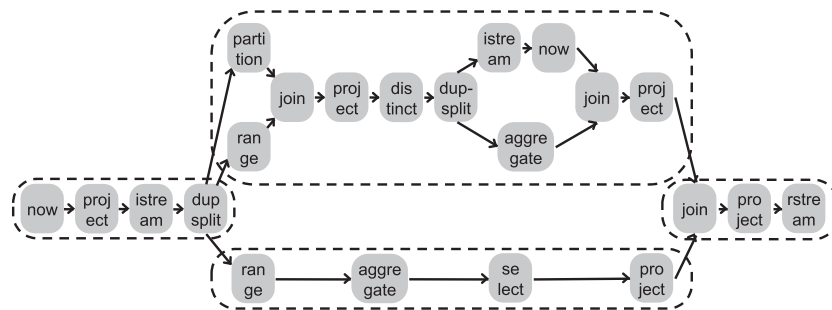 parti
tion
ran
ge
join
proj
ect
dis
tinct
dup-
split
istre
am
now
aggre
gate
join
proj
ect
now
proj
ect
istre
am
dup
split
join
pro
ject
rstre
am
ran
ge
aggre
gate
se
lect
pro
ject